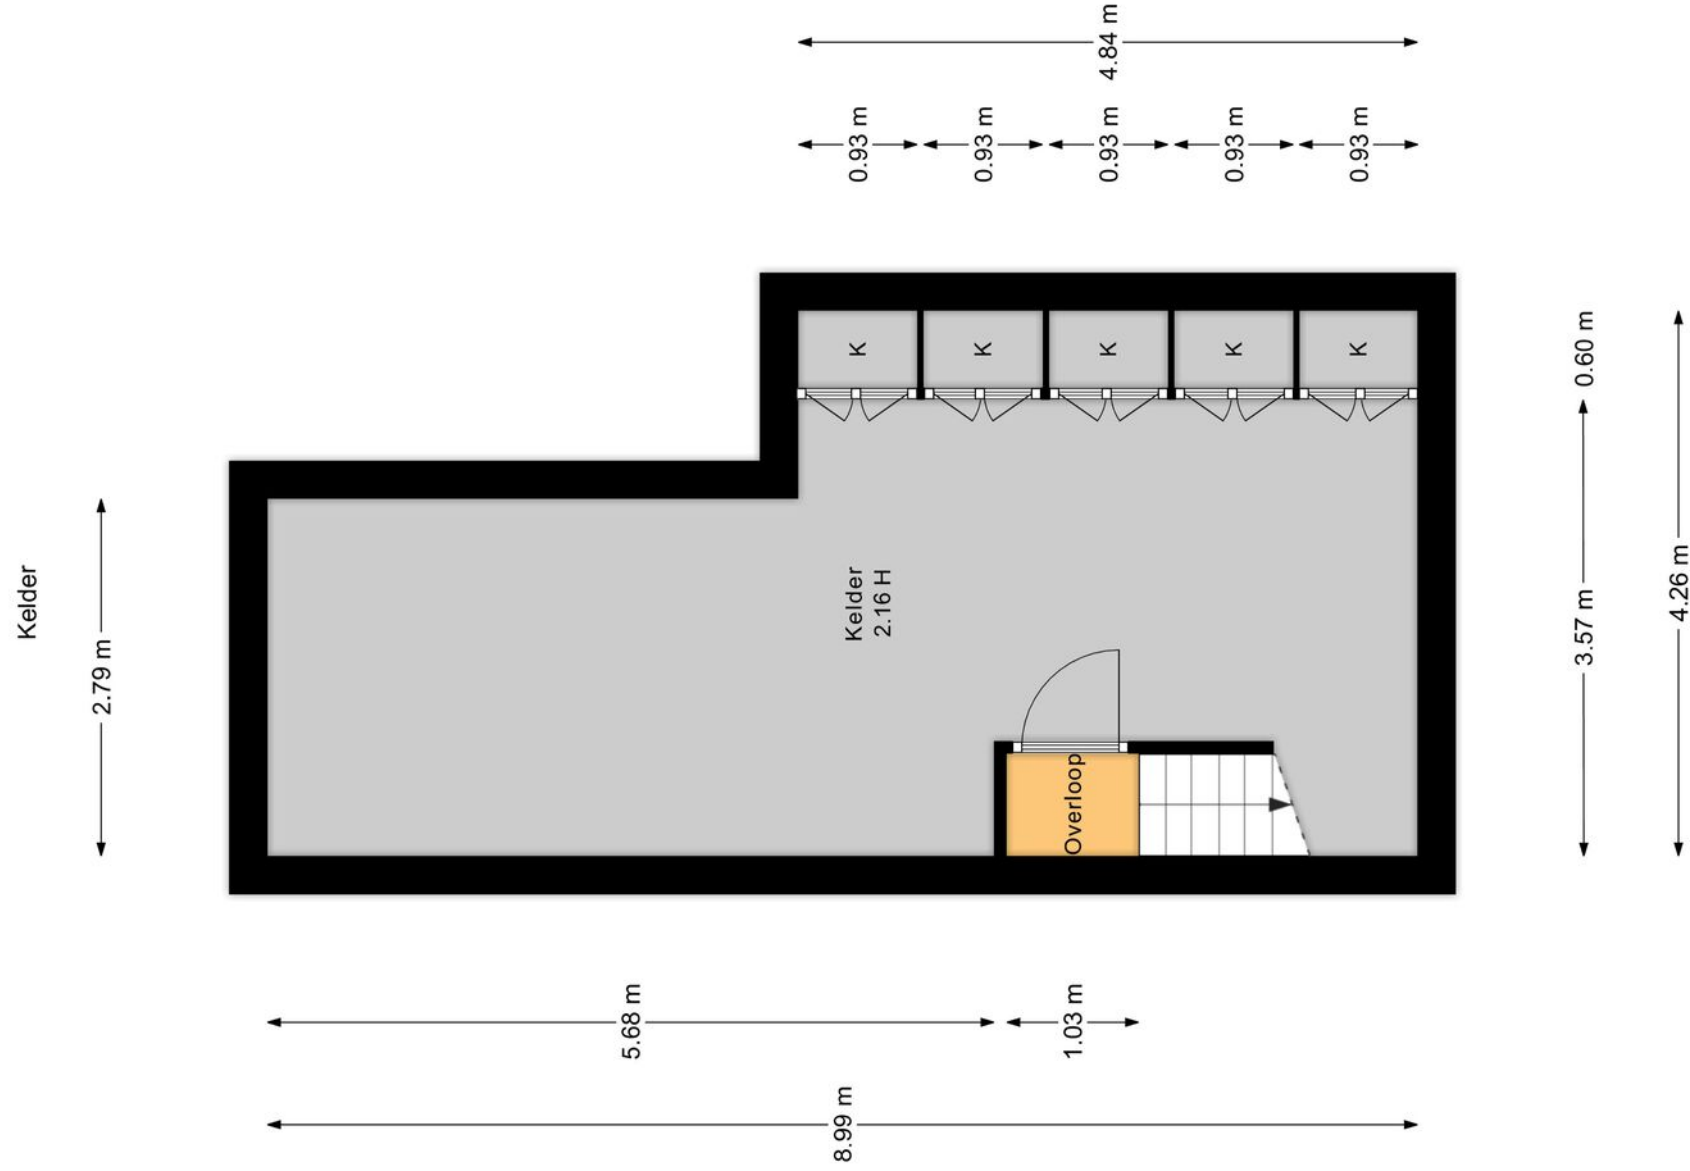 4.84 m
0.93 m
0.93 m
0.93 m
0.93 m
0.93 m
K
K
K
K
K
0.60 m
3.57 m
4.26 m
Kelder
2.79 m
Kelder
2.16 H
Overloop
5.68 m
1.03 m
8.99 m